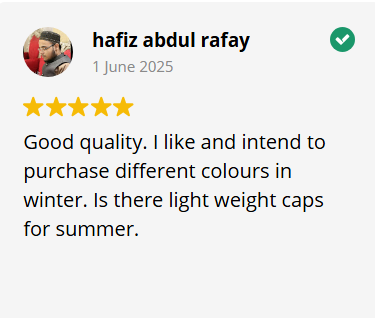 hafiz abdul rafay
1 June 2025
Good quality. I like and intend to
purchase different colours in
winter. Is there light weight caps
for summer.